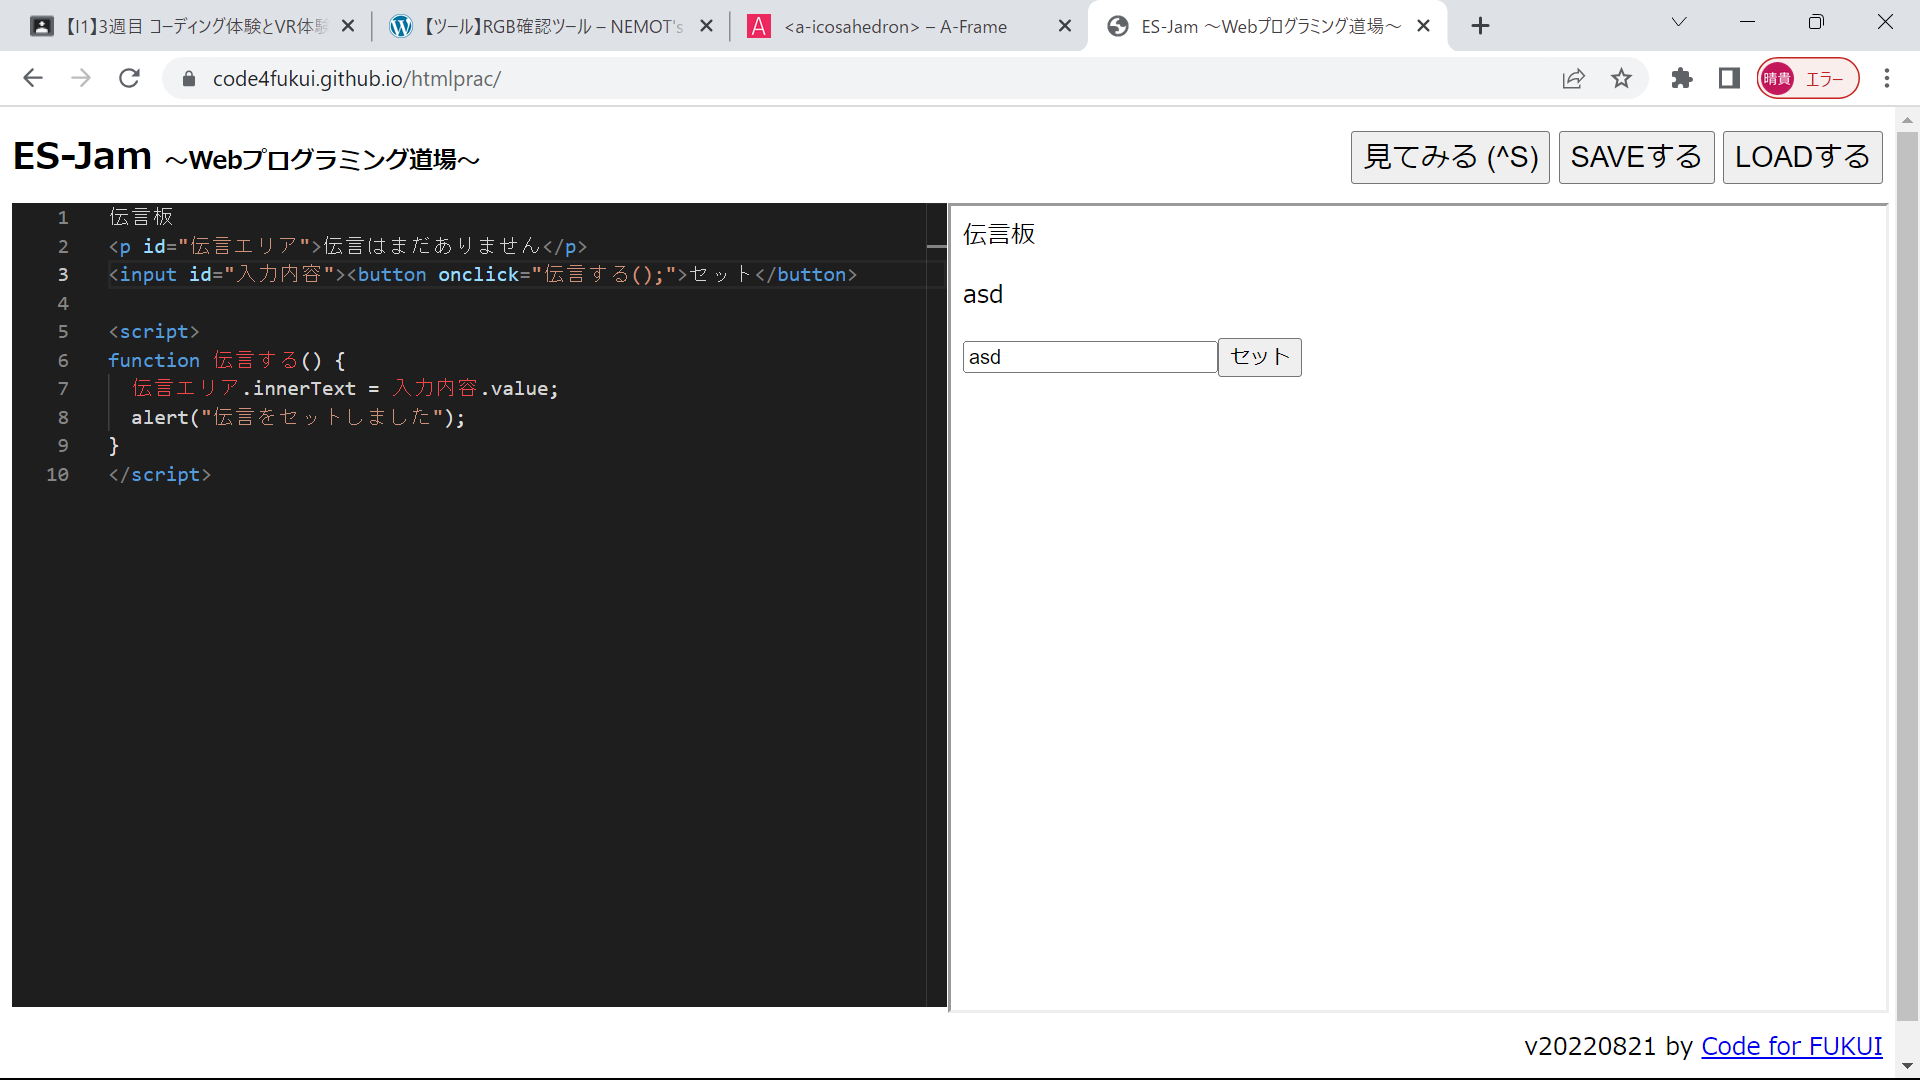 【I1】3週目 コーディング体験とVR体験
【ツール】RGB確認ツール – NEMOT's
<a-icosahedron> – A-Frame
ES-Jam ～Webプログラミング道場～
code4fukui.github.io/htmlprac/
晴貴 エラー
ES-Jam ～Webプログラミング道場～
見てみる (^S) SAVEする LOADする
1 伝言板
2 <p id="伝言エリア">伝言はまだありません</p>
3 <input id="入力内容"><button onclick="伝言する();">セット</button>
4
5 <script>
6 function 伝言する() {
7 伝言エリア.innerText = 入力内容.value;
8 alert("伝言をセットしました");
9 }
10 </script>
伝言板
asd
asd セット
v20220821 by Code for FUKUI